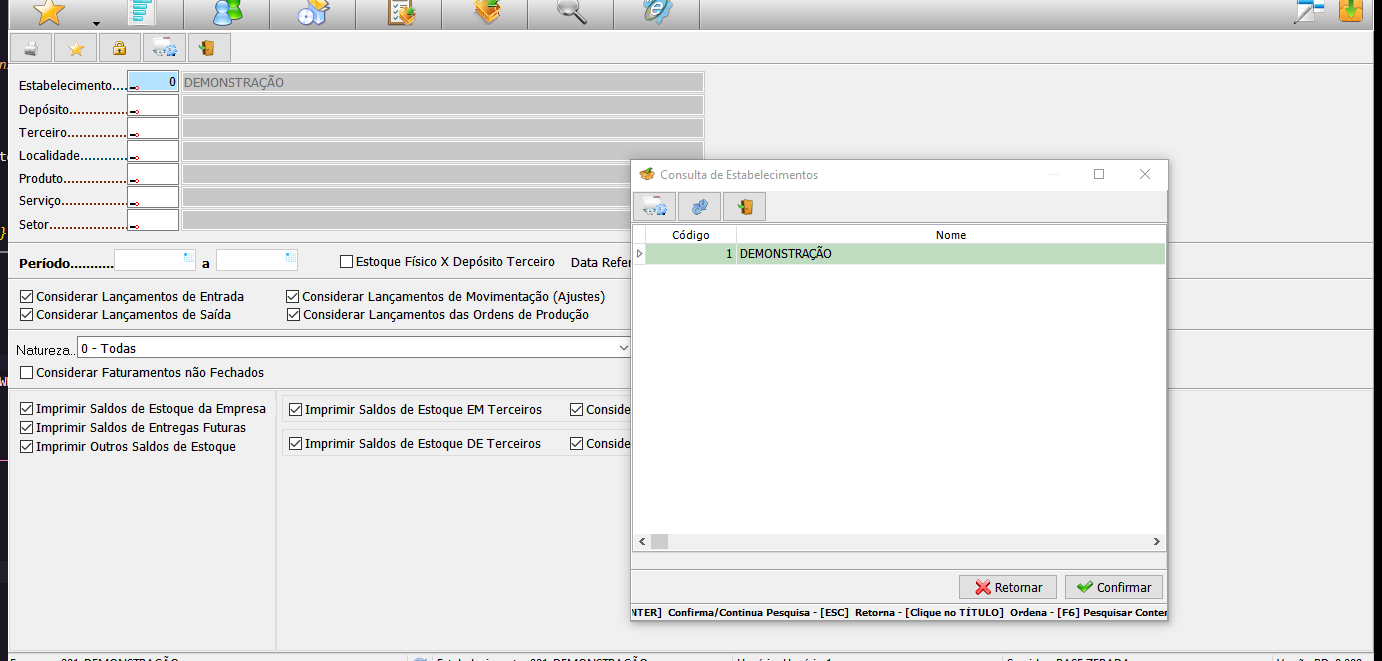 Estabelecimento.... 0 DEMONSTRAÇÃO
Depósito...............
Terceiro...............
Localidade............
Produto................
Serviço.................
Setor....................
Consulta de Estabelecimentos
Código Nome
1 DEMONSTRAÇÃO
Período........... a
Estoque Físico X Depósito Terceiro Data Refer
Considerar Lançamentos de Entrada Considerar Lançamentos de Movimentação (Ajustes)
Considerar Lançamentos de Saída Considerar Lançamentos das Ordens de Produção
Natureza.. 0 - Todas
Considerar Faturamentos não Fechados
Imprimir Saldos de Estoque da Empresa Imprimir Saldos de Estoque EM Terceiros Conside
Imprimir Saldos de Entregas Futuras
Imprimir Outros Saldos de Estoque Imprimir Saldos de Estoque DE Terceiros Conside
Retornar Confirmar
NTER] Confirma/Continua Pesquisa - [ESC] Retorna - [Clique no TÍTULO] Ordena - [F6] Pesquisar Conter